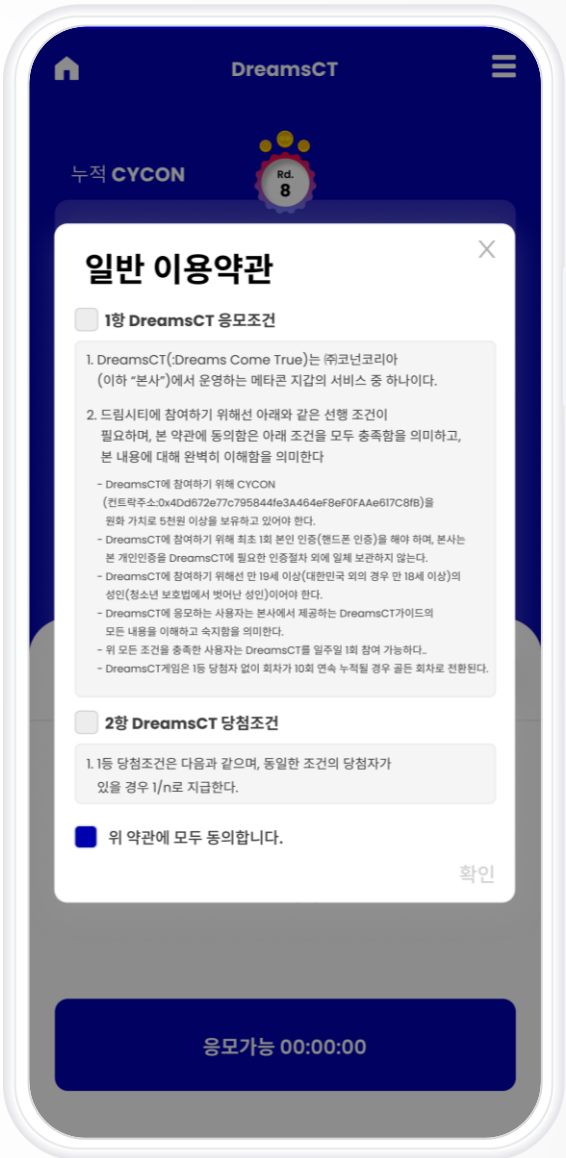 DreamsCT
누적 CYCON
Rd.
8
일반 이용약관
1항 DreamsCT 응모조건
1. DreamsCT(:Dreams Come True)는 ㈜코넌코리아
(이하 “본사”)에서 운영하는 메타콘 지갑의 서비스 중 하나이다.
2. 드림시티에 참여하기 위해선 아래와 같은 선행 조건이
필요하며, 본 약관에 동의함은 아래 조건을 모두 충족함을 의미하고,
본 내용에 대해 완벽히 이해함을 의미한다
- DreamsCT에 참여하기 위해 CYCON
(컨트락주소:0x4Dd672e77c795844fe3A464eF8eF0FAAe617C8fB)을
원화 가치로 5천원 이상을 보유하고 있어야 한다.
- DreamsCT에 참여하기 위해 최초 1회 본인 인증(핸드폰 인증)을 해야 하며, 본사는
본 개인인증을 DreamsCT에 필요한 인증절차 외에 일체 보관하지 않는다.
- DreamsCT에 참여하기 위해선 만 19세 이상(대한민국 외의 경우 만 18세 이상)의
성인(청소년 보호법에서 벗어난 성인)이어야 한다.
- DreamsCT에 응모하는 사용자는 본사에서 제공하는 DreamsCT가이드의
모든 내용을 이해하고 숙지함을 의미한다.
- 위 모든 조건을 충족한 사용자는 DreamsCT를 일주일 1회 참여 가능하다..
- DreamsCT게임은 1등 당첨자 없이 회차가 10회 연속 누적될 경우 골든 회차로 전환된다.
2항 DreamsCT 당첨조건
1. 1등 당첨조건은 다음과 같으며, 동일한 조건의 당첨자가
있을 경우 1/n로 지급한다.
위 약관에 모두 동의합니다.
확인
응모가능 00:00:00